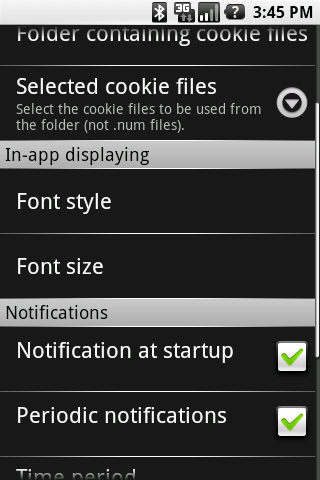 3G 3:45 PM
Folder containing cookie files
Selected cookie files
Select the cookie files to be used from
the folder (not .num files).
In-app displaying
Font style
Font size
Notifications
Notification at startup
Periodic notifications
Time period